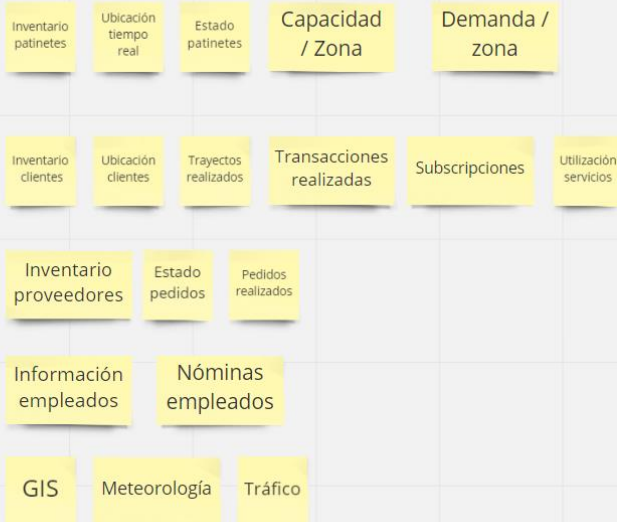 Inventario
patinetes
Ubicación
tiempo
real
Estado
patinetes
Capacidad
/ Zona
Demanda /
zona
Inventario
clientes
Ubicación
clientes
Trayectos
realizados
Transacciones
realizadas
Subscripciones
Utilización
servicios
Inventario
proveedores
Estado
pedidos
Pedidos
realizados
Información
empleados
Nóminas
empleados
GIS
Meteorología
Tráfico